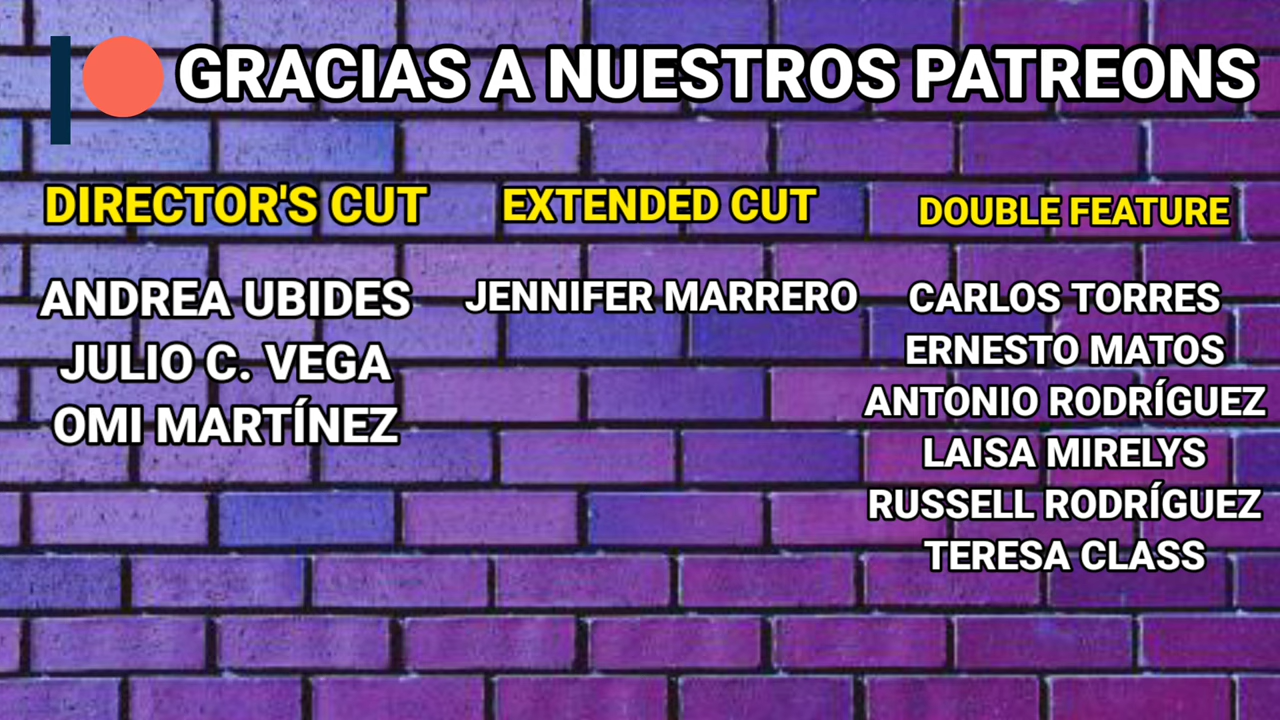 GRACIAS A NUESTROS PATREONS
DIRECTOR'S CUT
ANDREA UBIDES
JULIO C. VEGA
OMI MARTÍNEZ
EXTENDED CUT
JENNIFER MARRERO
DOUBLE FEATURE
CARLOS TORRES
ERNESTO MATOS
ANTONIO RODRÍGUEZ
LAISA MIRELYS
RUSSELL RODRÍGUEZ
TERESA CLASS